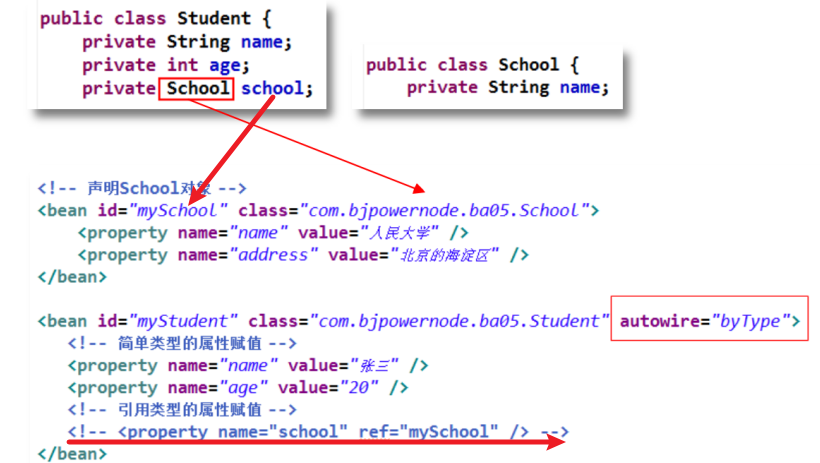 public class Student {
private String name;
private int age;
private School school;
public class School {
private String name;
<!-- 声明School对象 -->
<bean id="mySchool" class="com.bjpowernode.ba05.School">
<property name="name" value="人民大学" />
<property name="address" value="北京的海淀区" />
</bean>
<bean id="myStudent" class="com.bjpowernode.ba05.Student" autowire="byType">
<!-- 简单类型的属性赋值 -->
<property name="name" value="张三" />
<property name="age" value="20" />
<!-- 引用类型的属性赋值 -->
<!-- <property name="school" ref="mySchool" /> -->
</bean>